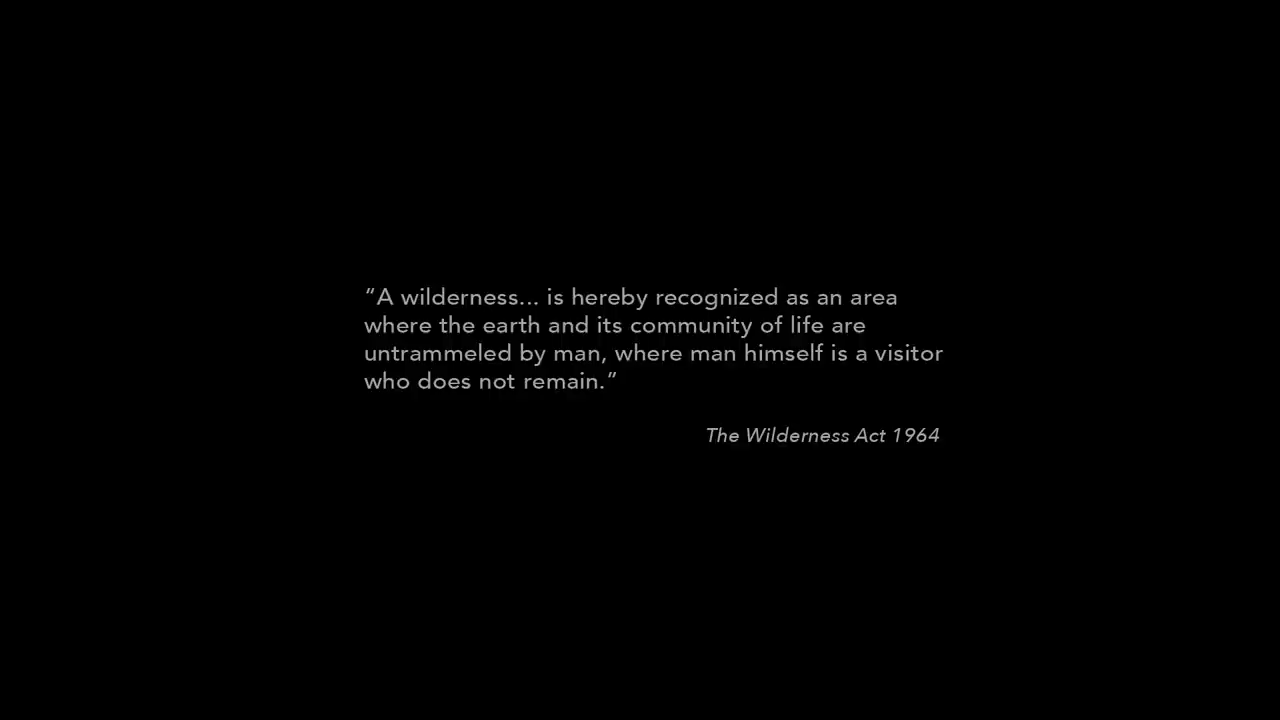 “A wilderness... is hereby recognized as an area
where the earth and its community of life are
untrammeled by man, where man himself is a visitor
who does not remain.”
The Wilderness Act 1964